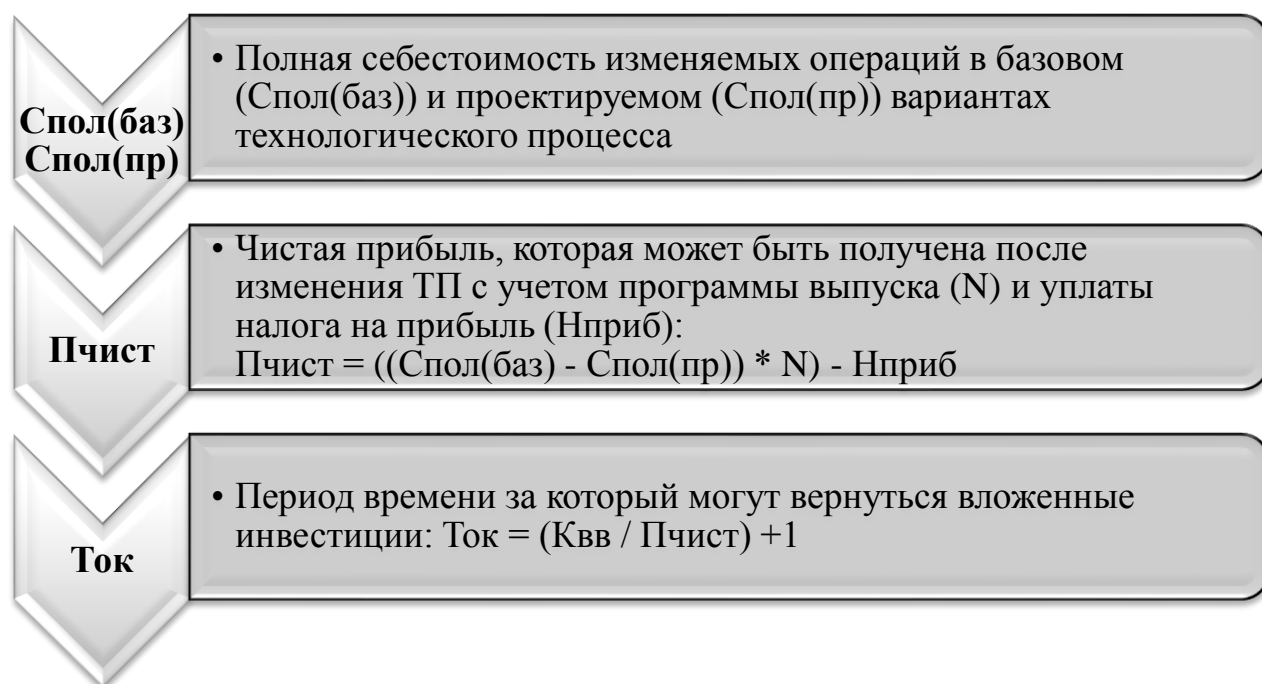 Спол(баз)
Спол(пр)
• Полная себестоимость изменяемых операций в базовом
(Спол(баз)) и проектируемом (Спол(пр)) вариантах
технологического процесса
Пчист
• Чистая прибыль, которая может быть получена после
изменения ТП с учетом программы выпуска (N) и уплаты
налога на прибыль (Нприб):
Пчист = ((Спол(баз) - Спол(пр)) * N) - Нприб
Ток
• Период времени за который могут вернуться вложенные
инвестиции: Ток = (Квв / Пчист) +1